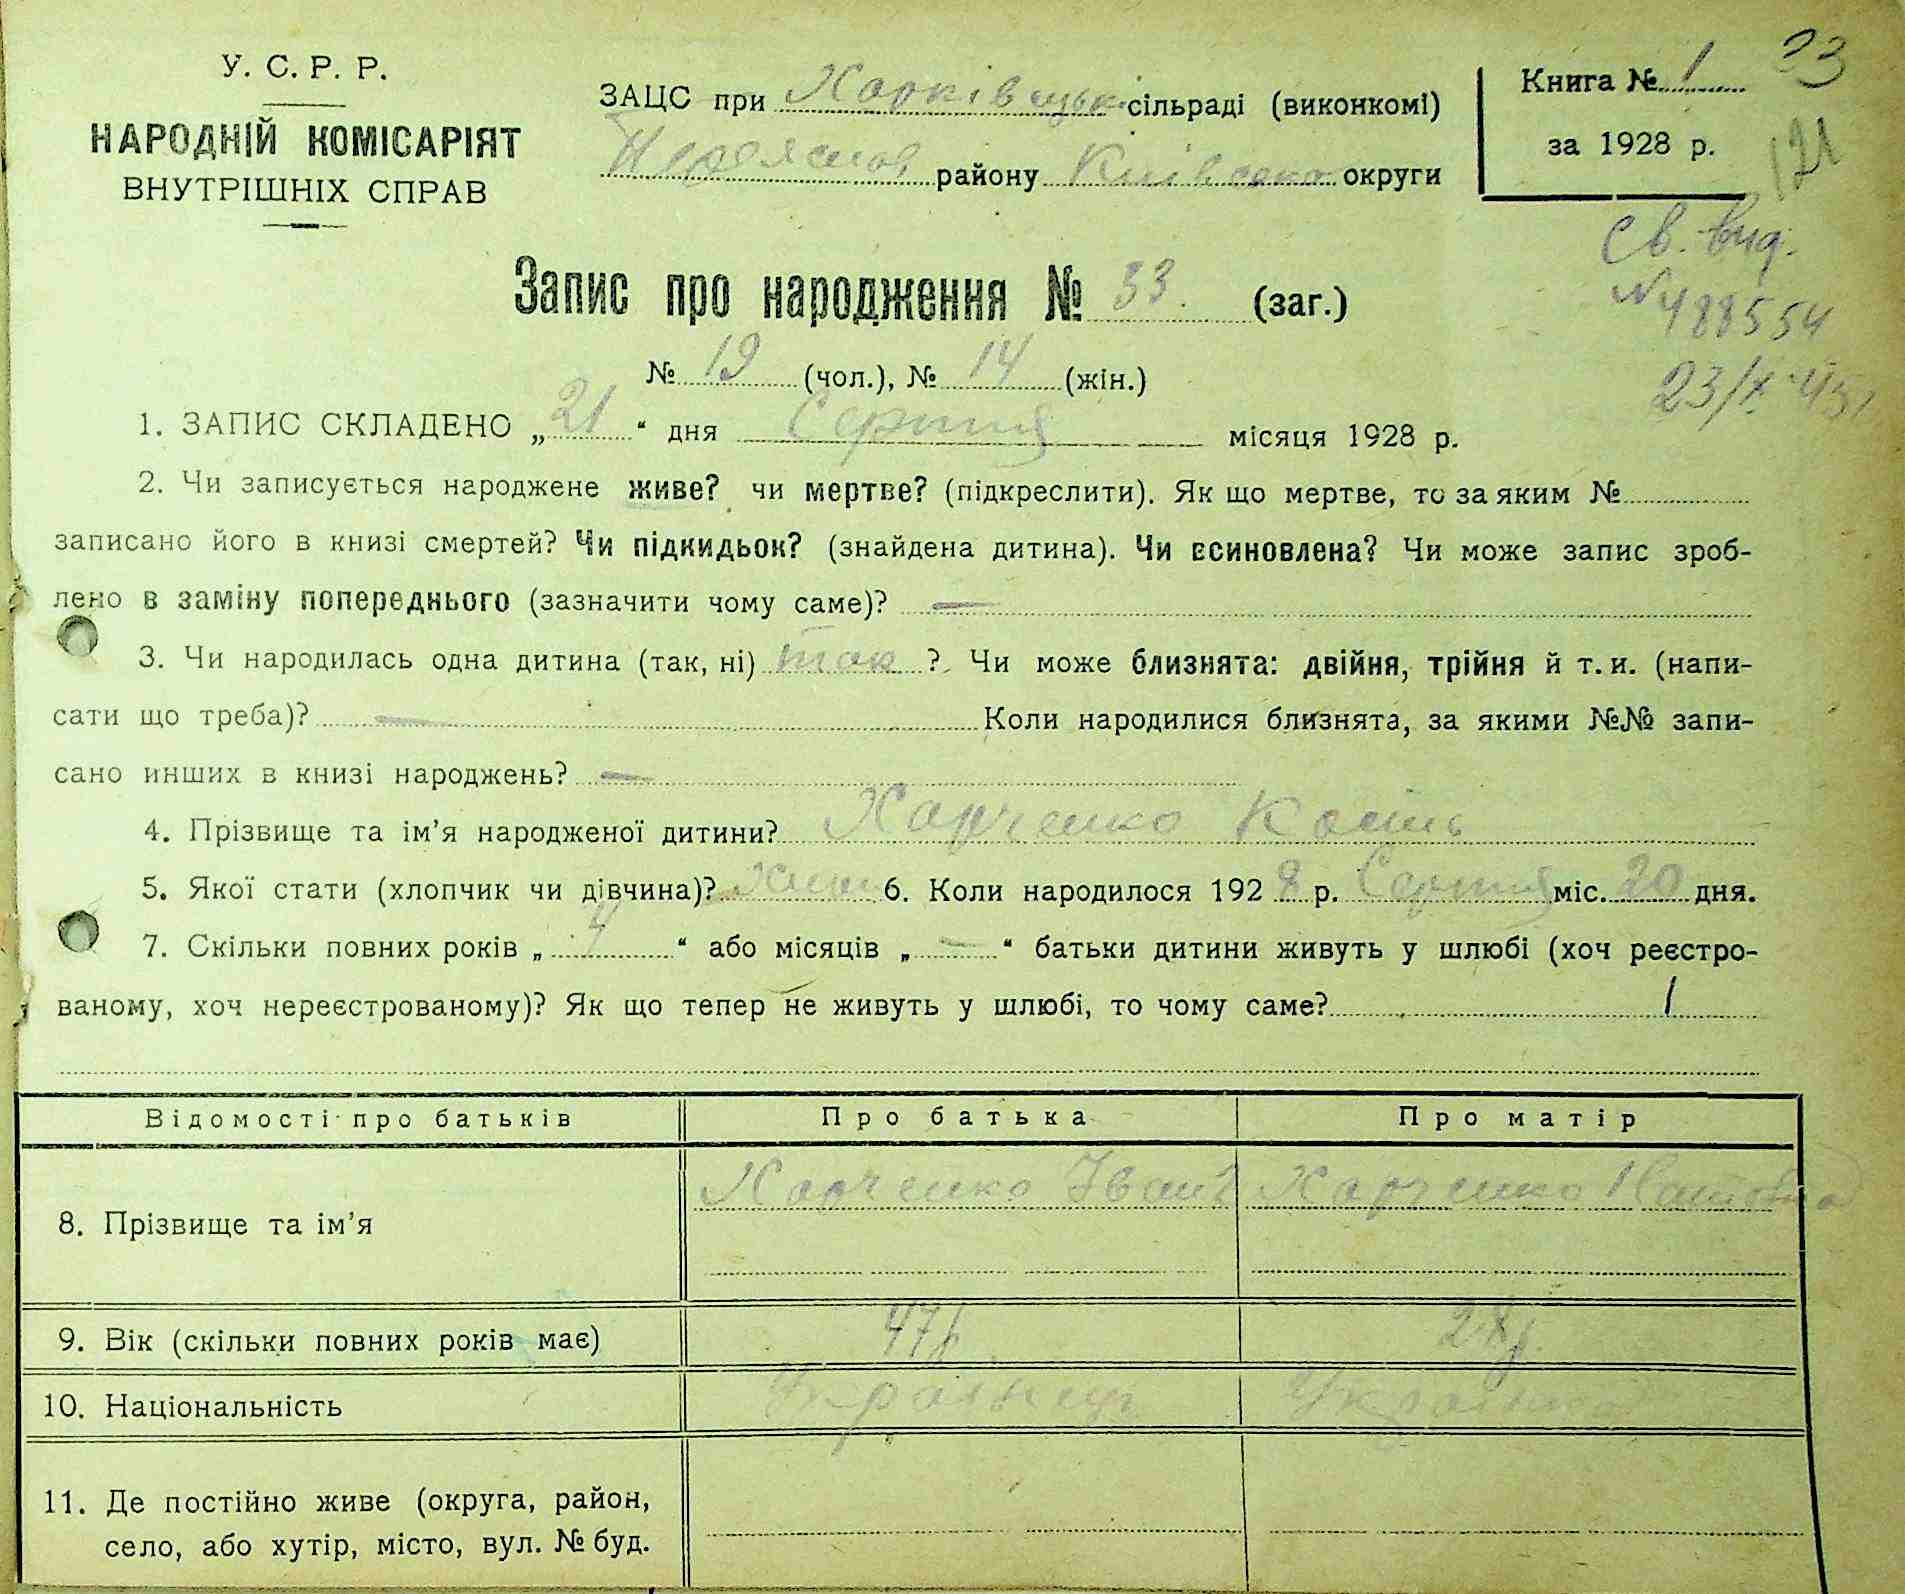 У. С. Р. Р.
НАРОДНІЙ КОМІСАРІЯТ
ВНУТРІШНІХ СПРАВ
ЗАЦС при Харківецьк. сільраді (виконкомі)
Переяслов району Київсько округи
Книга № 1
за 1928 р.
33
121
Св. вид.
N 488554
Запис про народження № 33. (заг.)
№ 19 (чол.), № 14 (жін.)
1. ЗАПИС СКЛАДЕНО „ 21 “ дня Серпня місяця 1928 р.
2. Чи записується народжене живе? чи мертве? (підкреслити). Як що мертве, то за яким №
записано його в книзі смертей? Чи підкидьок? (знайдена дитина). Чи всиновлена? Чи може запис зроб-
лено в заміну попереднього (зазначити чому саме)? —
3. Чи народилась одна дитина (так, ні) так ? Чи може близнята: двійня, трійня й т. и. (напи-
сати що треба)? — Коли народилися близнята, за якими №№ запи-
сано инших в книзі народжень? —
4. Прізвище та ім’я народженої дитини? Харченко
5. Якої стати (хлопчик чи дівчина)? 6. Коли народилося 1928 р. Серпня міс. 20 дня.
7. Скільки повних років „ 4 “ або місяців „ — “ батьки дитини живуть у шлюбі (хоч реєстро-
ваному, хоч нереєстрованому)? Як що тепер не живуть у шлюбі, то чому саме?
Відомості про батьків Про батька Про матір
8. Прізвище та ім’я Харченко Іван Харченко
9. Вік (скільки повних років має) 47р 28р
10. Національність Українець Українка
11. Де постійно живе (округа, район,
село, або хутір, місто, вул. № буд.